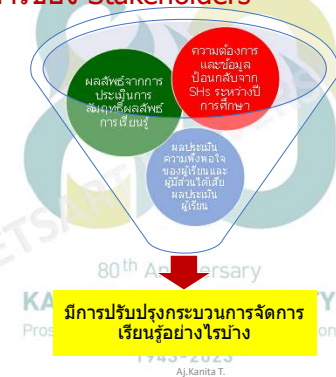 ารของ Stakeholders
ความต้องการ
และข้อมูล
ป้อนกลับจาก
SHs ระหว่างปี
การศึกษา
ผลลัพธ์จากการ
ประเมินการ
สัมฤทธิ์ผลลัพธ์
การเรียนรู้
ผลประเมิน
ความพึงพอใจ
ของผู้เรียนและ
ผู้มีส่วนได้เสีย
ผลประเมิน
ผู้เรียน
80th An ersary
KA TY
มีการปรับปรุงกระบวนการจัดการ
เรียนรู้อย่างไรบ้าง
Pros on
1943-2023
Aj.Kanita T.
ETSART